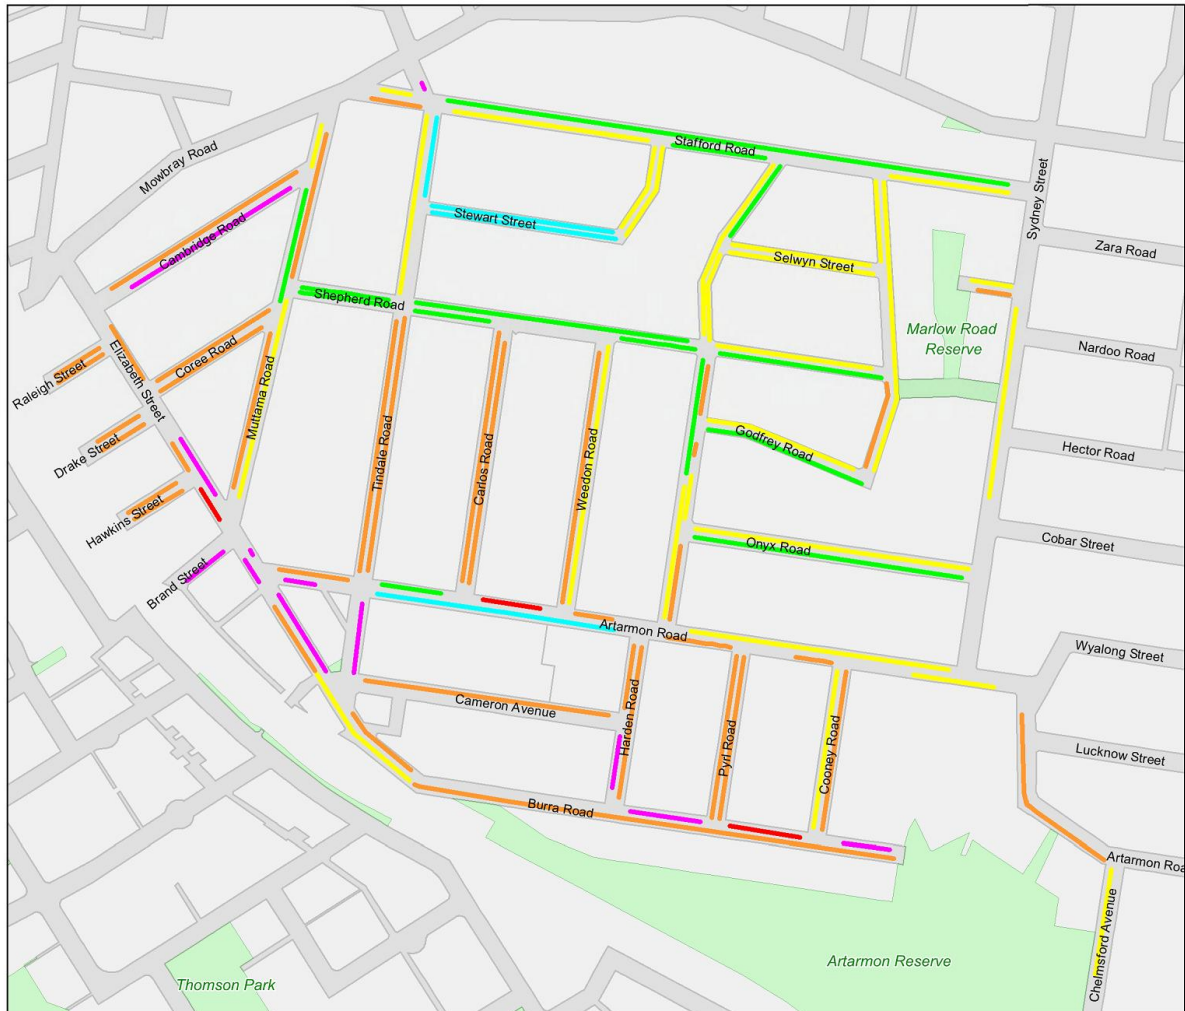 Stafford Road
Mowbray Road
Sydney Street
Cambridge Road
Stewart Street
Zara Road
Selwyn Street
Shepherd Road
Marlow Road
Reserve
Nardoo Road
Elizabeth Street
Coree Road
Raleigh Street
Muttama Road
Drake Street
Tindale Road
Carlos Road
Weedon Road
Godfrey Road
Hector Road
Hawkins Street
Onyx Road
Cobar Street
Brand Street
Artarmon Road
Wyalong Street
Cameron Avenue
Harden Road
Pyrl Road
Cooney Road
Lucknow Street
Burra Road
Artarmon Roa
Chelmsford Avenue
Artarmon Reserve
Thomson Park